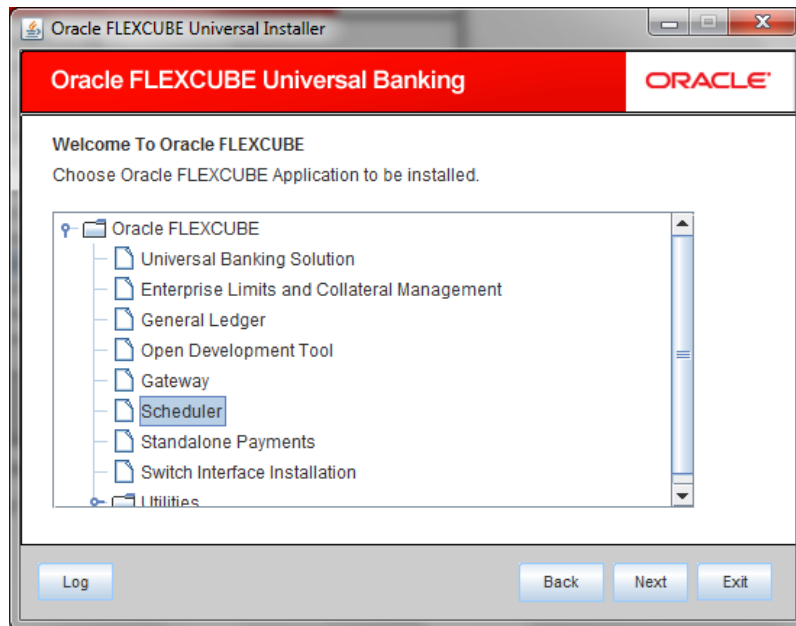 Oracle FLEXCUBE Universal Installer
Oracle FLEXCUBE Universal Banking
ORACLE
Welcome To Oracle FLEXCUBE
Choose Oracle FLEXCUBE Application to be installed.
Oracle FLEXCUBE
Universal Banking Solution
Enterprise Limits and Collateral Management
General Ledger
Open Development Tool
Gateway
Scheduler
Standalone Payments
Switch Interface Installation
Utilities
Log Back Next Exit